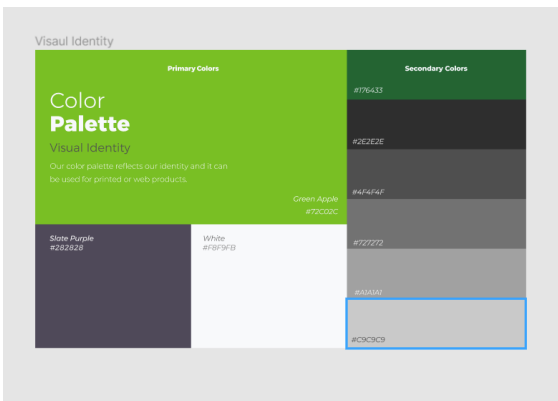 Visaul Identity
Primary Colors
Color
Palette
Visual Identity
Our color palette reflects our identity and it can
be used for printed or web products.
Green Apple
#72C02C
Slate Purple
#282828
White
#F8F9FB
Secondary Colors
#176433
#2E2E2E
#4F4F4F
#727272
#A1A1A1
#C9C9C9